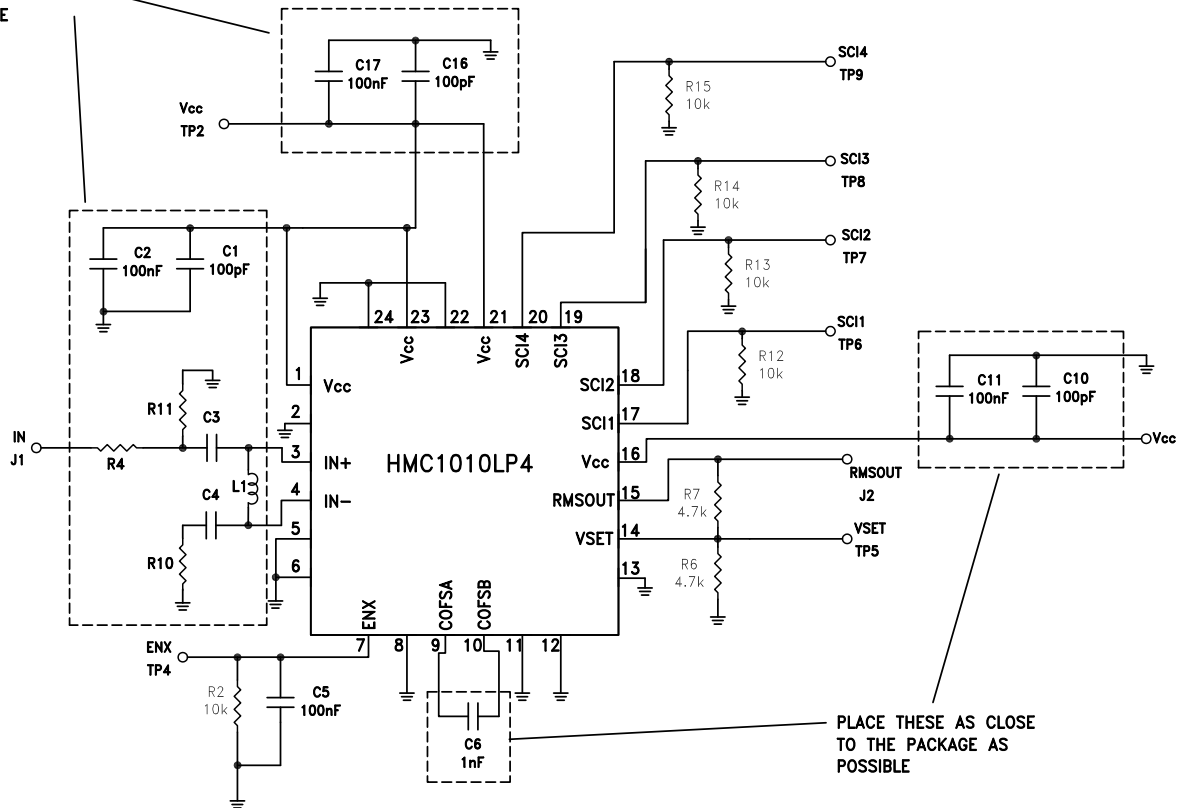 E
C17
100nF
C16
100pF
Vcc
TP2
SCI4
TP9
R15
10k
SCI3
TP8
R14
10k
SCI2
TP7
R13
10k
SCI1
TP6
R12
10k
C2
100nF
C1
100pF
24
23
22
21
20
19
Vcc
Vcc
SCI4
SCI3
1
Vcc
2
3
IN+
4
IN-
5
6
HMC1010LP4
18
SCI2
17
SCI1
16
Vcc
15
RMSOUT
14
VSET
13
C11
100nF
C10
100pF
Vcc
R11
C3
IN
J1
R4
L1
C4
R10
RMSOUT
J2
R7
4.7k
VSET
TP5
R6
4.7k
ENX
COFSA
COFSB
7
8
9
10
11
12
ENX
TP4
R2
10k
C5
100nF
C6
1nF
PLACE THESE AS CLOSE
TO THE PACKAGE AS
POSSIBLE